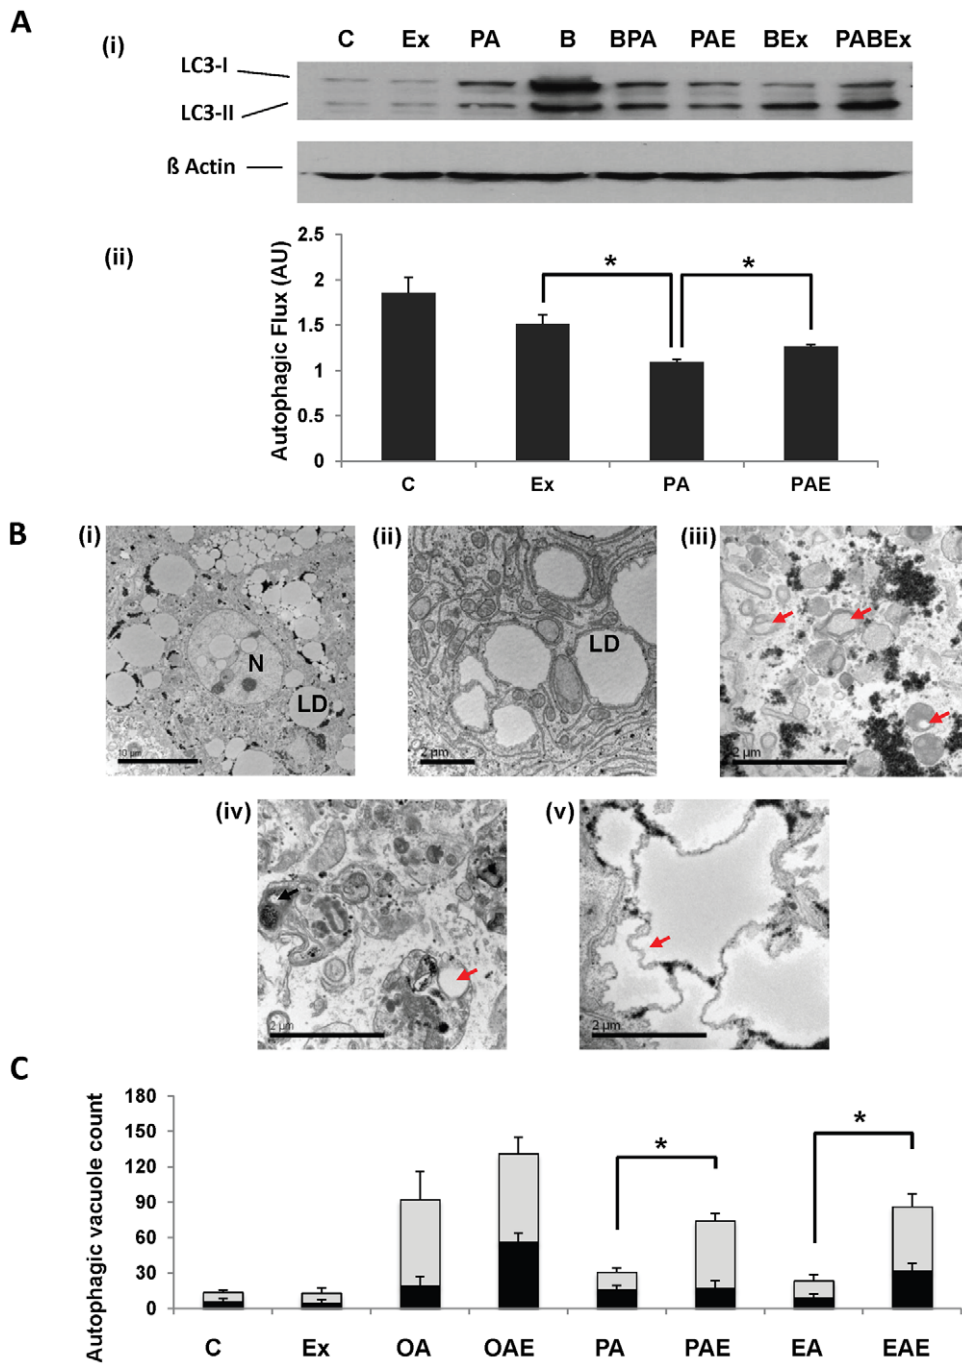 A
(i)
C Ex PA B BPA PAE BEx PABEx
LC3-I
LC3-II
ß Actin
(ii)
Autophagic Flux (AU)
2.5
2
1.5
1
0.5
0
* *
C Ex PA PAE
B
(i) (ii) (iii)
N
LD
LD
10 µm
2 µm
2 µm
(iv) (v)
2 µm
2 µm
C
Autophagic vacuole count
180
150
120
90
60
30
0
* *
C Ex OA OAE PA PAE EA EAE